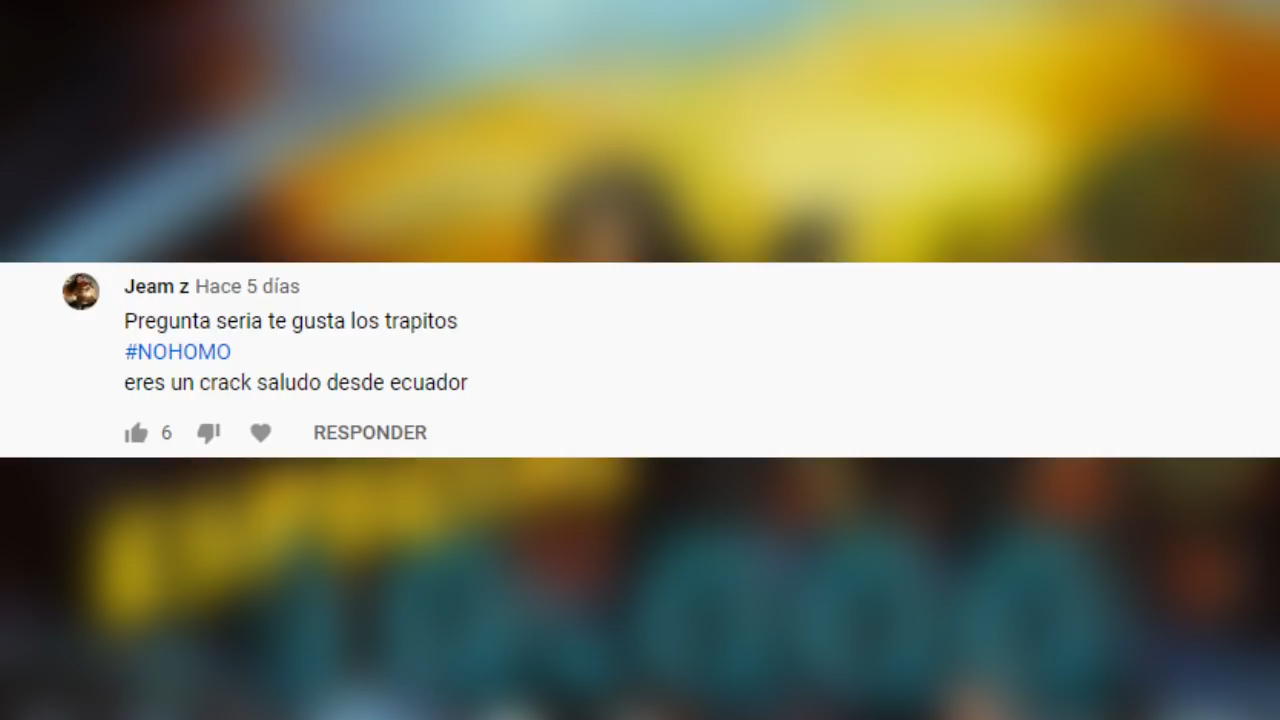 Jeam z Hace 5 días
Pregunta seria te gusta los trapitos
#NOHOMO
eres un crack saludo desde ecuador
6 RESPONDER